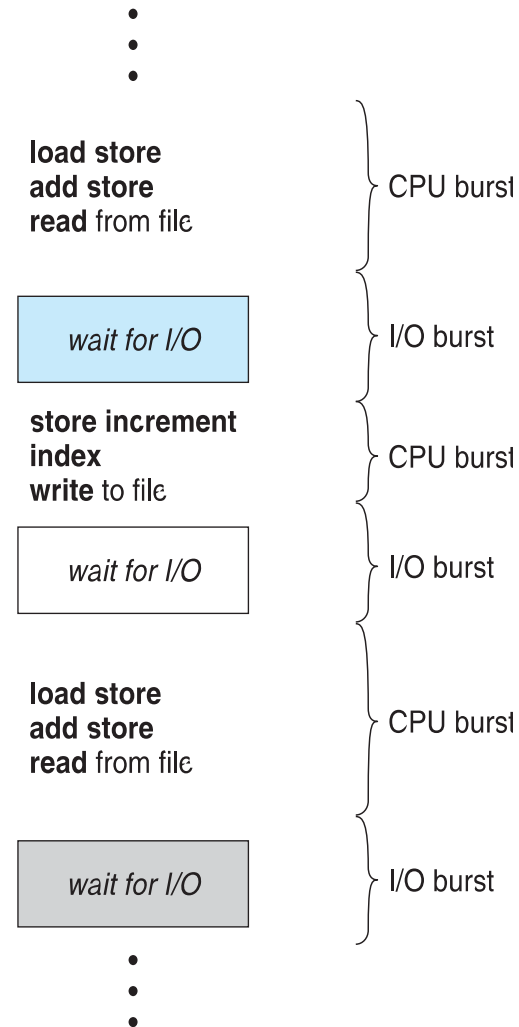 load store
add store
read from file
CPU burst
wait for I/O
I/O burst
store increment
index
write to file
CPU burst
wait for I/O
I/O burst
load store
add store
read from file
CPU burst
wait for I/O
I/O burst